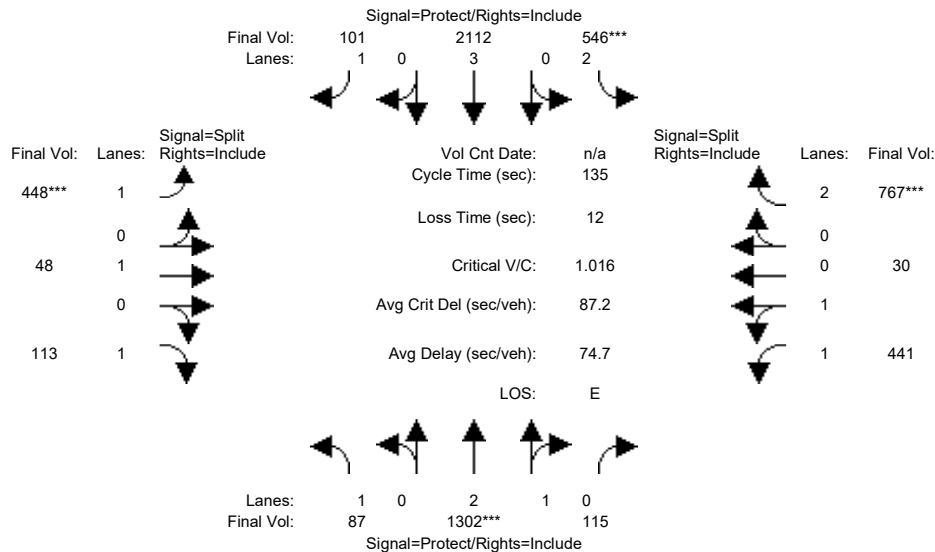 Signal=Protect/Rights=Include
Final Vol: 101 2112 546***
Lanes: 1 0 3 0 2
Signal=Split Signal=Split
Final Vol: Lanes: Rights=Include Vol Cnt Date: n/a Rights=Include Lanes: Final Vol:
Cycle Time (sec): 135
448*** 1 2 767***
Loss Time (sec): 12
0 0
48 1 Critical V/C: 1.016 0 30
0 Avg Crit Del (sec/veh): 87.2 1
113 1 Avg Delay (sec/veh): 74.7 1 441
LOS: E
Lanes: 1 0 2 1 0
Final Vol: 87 1302*** 115
Signal=Protect/Rights=Include